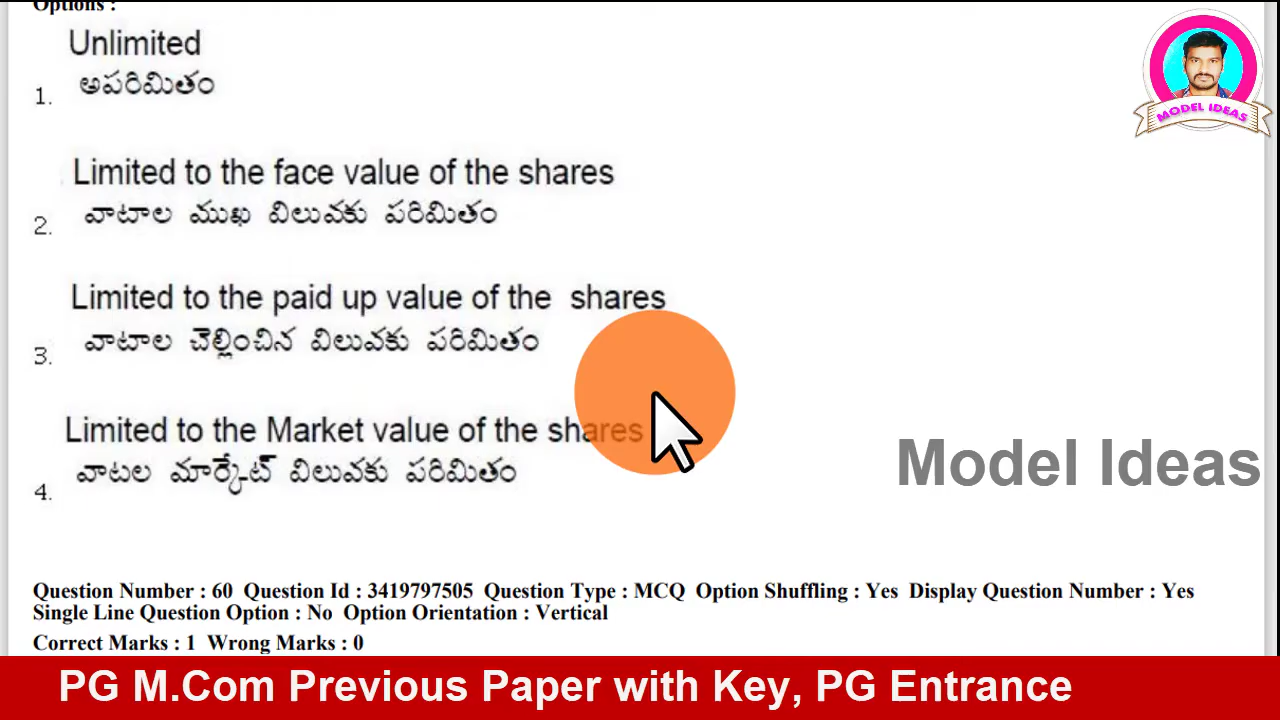 Options :
Unlimited
అపరిమితం
1.
Limited to the face value of the shares
వాటాల ముఖ విలువకు పరిమితం
2.
Limited to the paid up value of the shares
వాటాల చెల్లించిన విలువకు పరిమితం
3.
Limited to the Market value of the shares
వాటల మార్కేట్ విలువకు పరిమితం
4.
MODEL IDEAS
Model Ideas
Question Number : 60 Question Id : 3419797505 Question Type : MCQ Option Shuffling : Yes Display Question Number : Yes
Single Line Question Option : No Option Orientation : Vertical
Correct Marks : 1 Wrong Marks : 0
PG M.Com Previous Paper with Key, PG Entrance